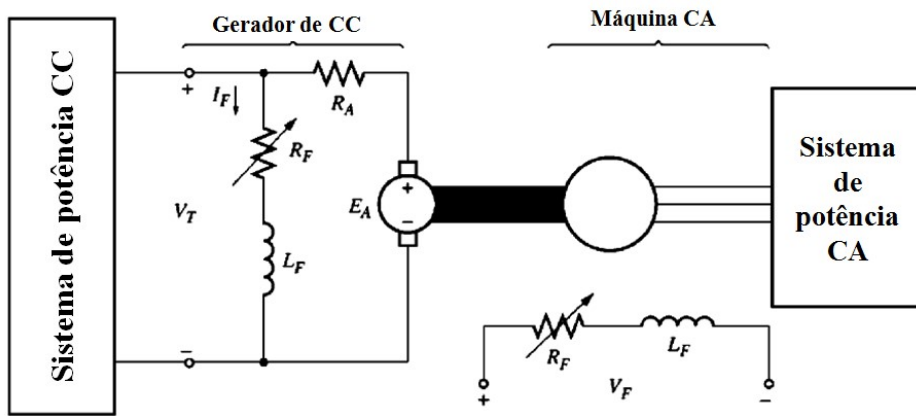 Gerador de CC
Máquina CA
Sistema de potência CC
+
I_F
R_A
R_F
V_T
E_A
+
−
L_F
−
Sistema
de
potência
CA
R_F
L_F
+
V_F
−